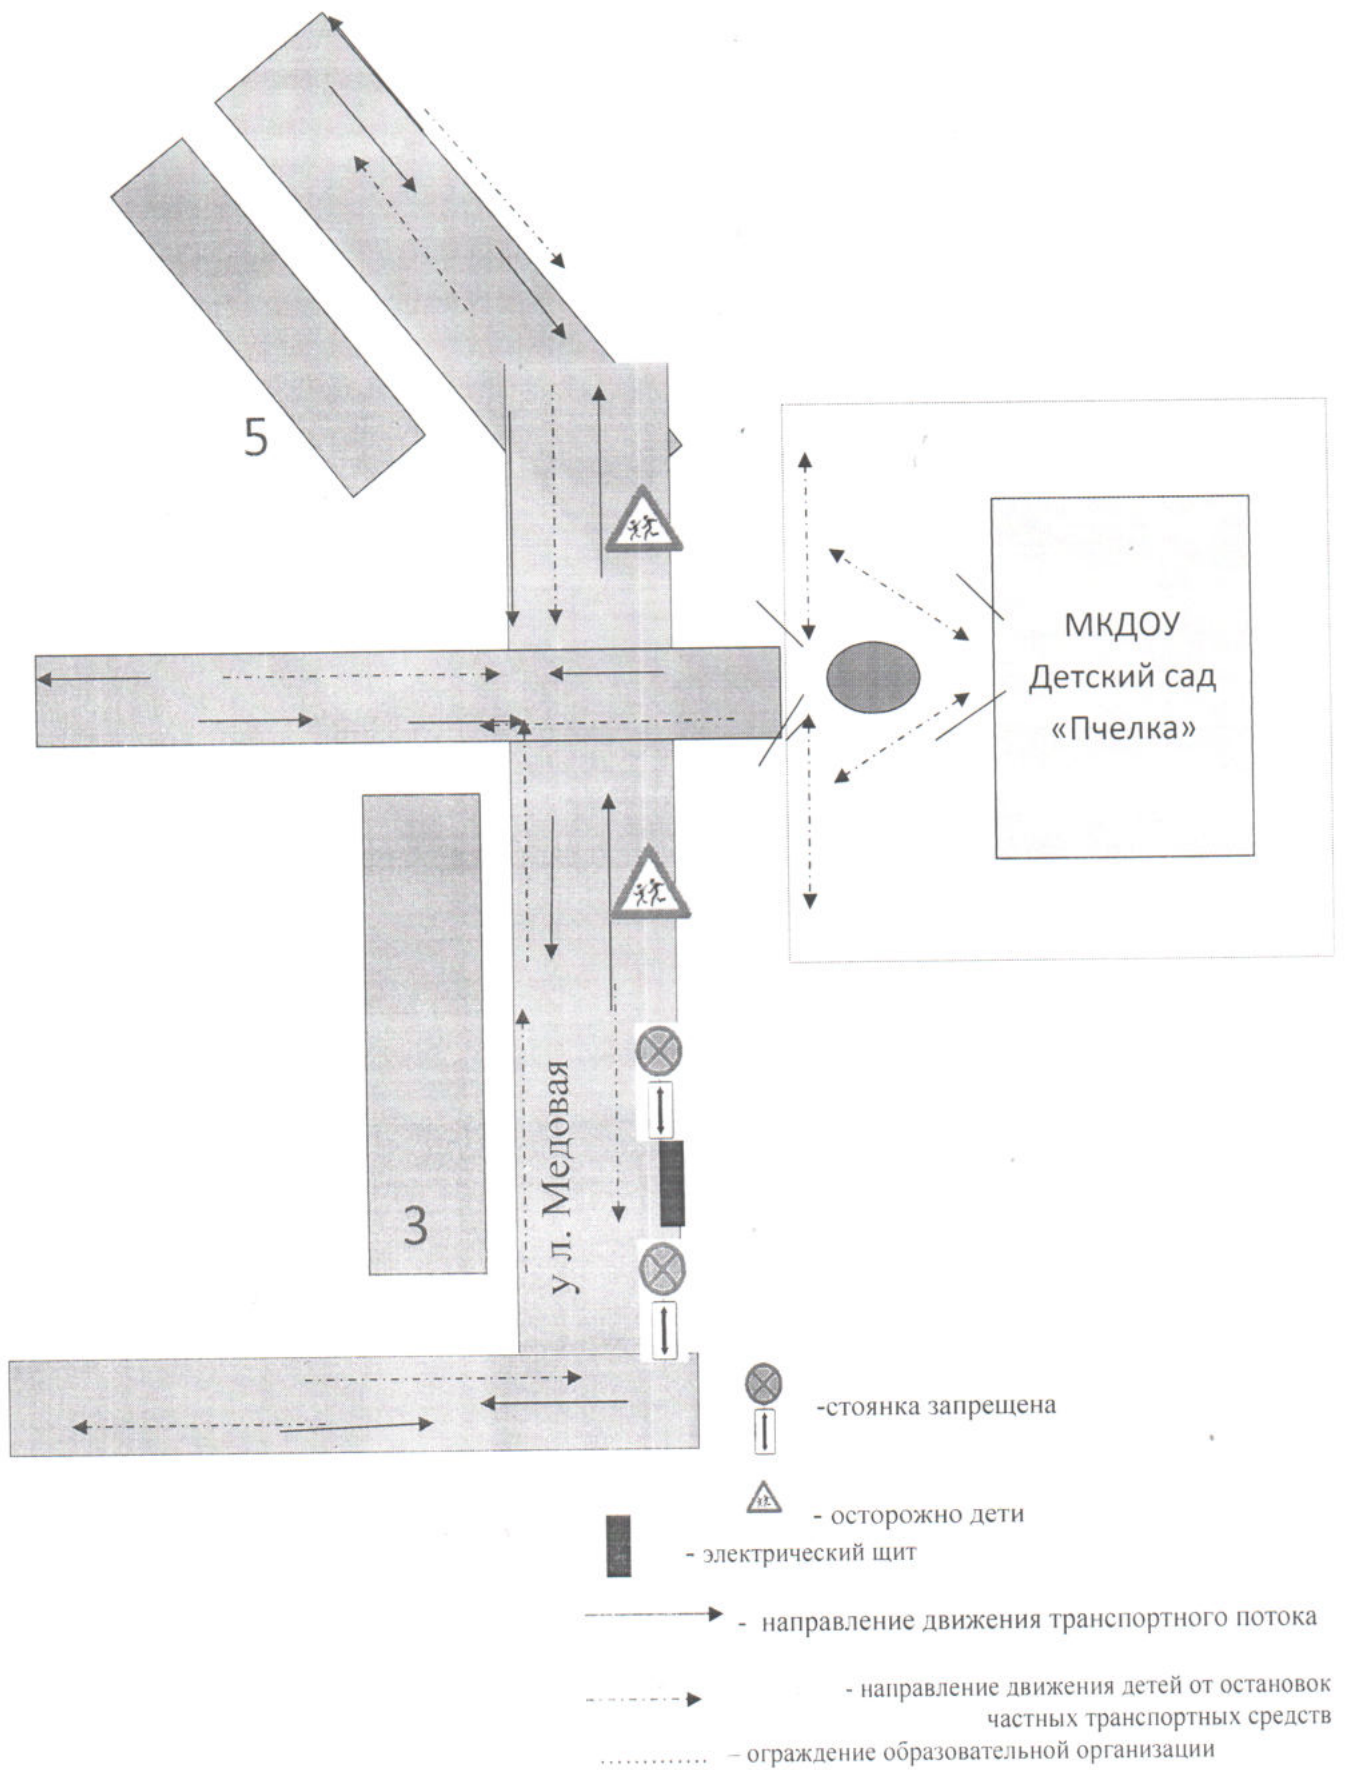 5
МКДОУ
Детский сад
«Пчелка»
3
ул. Медовая
-стоянка запрещена
- осторожно дети
- электрический щит
- направление движения транспортного потока
- направление движения детей от остановок
частных транспортных средств
– ограждение образовательной организации